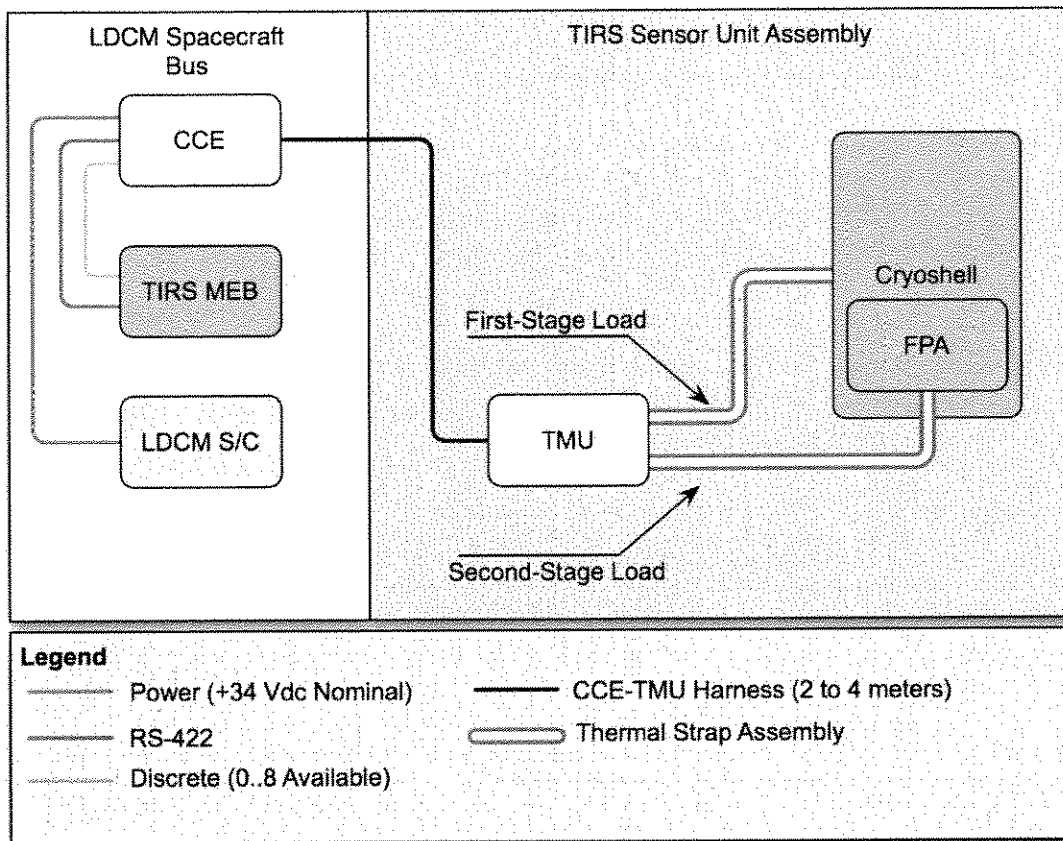 LDCM Spacecraft
Bus
TIRS Sensor Unit Assembly
CCE
TIRS MEB
LDCM S/C
First-Stage Load
Cryoshell
FPA
TMU
Second-Stage Load
Legend
Power (+34 Vdc Nominal)
RS-422
Discrete (0..8 Available)
CCE-TMU Harness (2 to 4 meters)
Thermal Strap Assembly